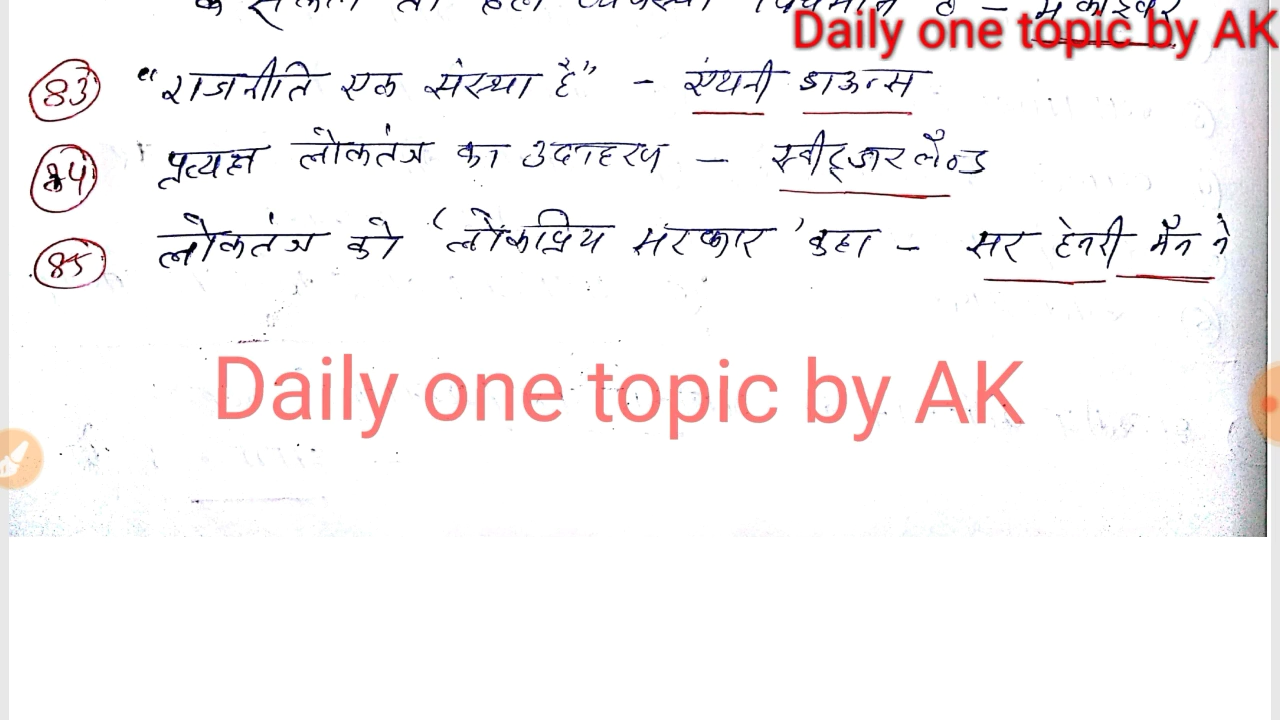 Daily one topic by AK
83 "राजनीति एक संस्था है" - एंथनी डाऊन्स
84 प्रत्यक्ष लोकतंत्र का उदाहरण - स्वीट्जरलैन्ड
85 लोकतंत्र को 'लोकप्रिय सरकार' कहा - सर हेनरी मैन ने
Daily one topic by AK